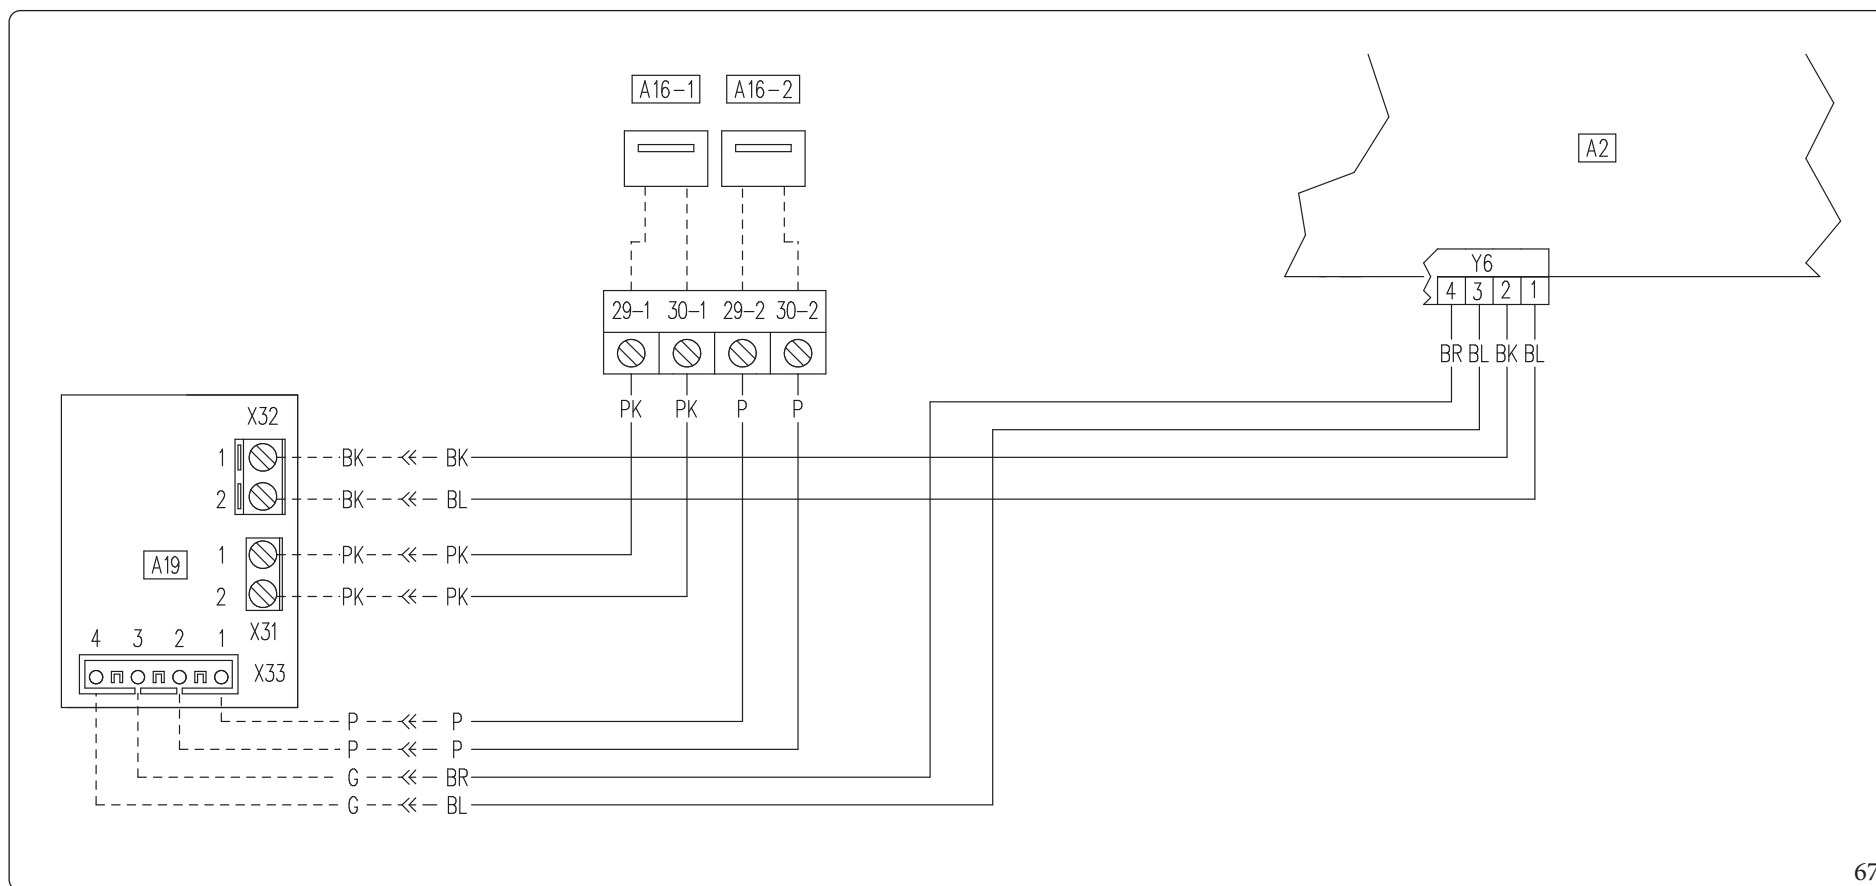 A16-1 A16-2
A2
Y6
4 3 2 1
29-1 30-1 29-2 30-2
BR BL BK BL
PK PK P P
X32
1 BK BK
2 BK BL
1 PK PK
A19
2 PK PK
X31
4 3 2 1
X33
P P
P P
G BR
G BL
67